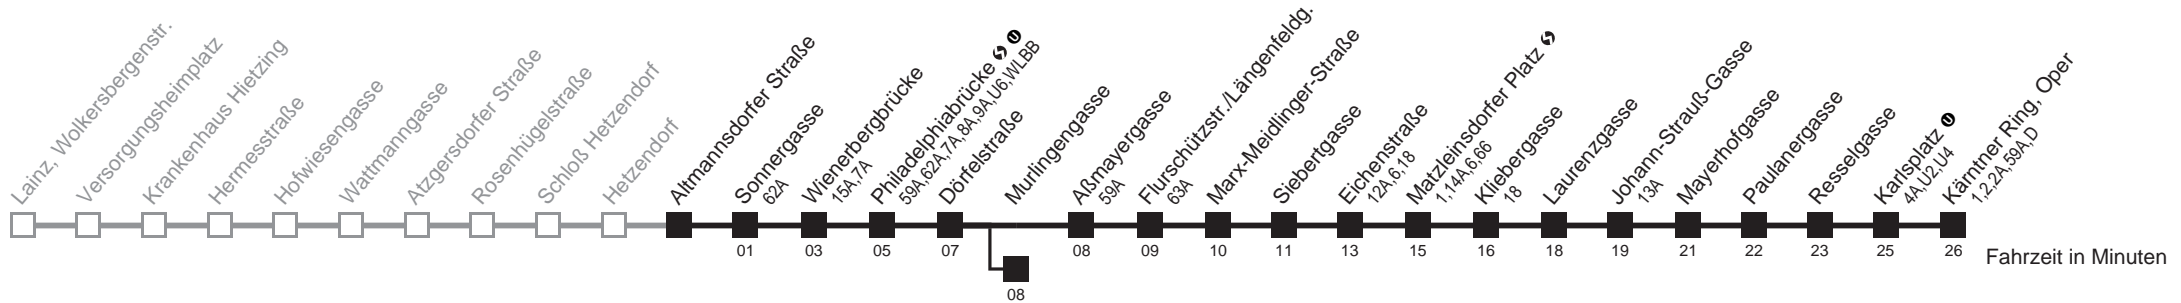 Lainz, Wolkersbergenstr.
Versorgungsheimplatz
Krankenhaus Hietzing
Hermesstraße
Hofwiesengasse
Wattmanngasse
Atzgersdorfer Straße
Rosenhügelstraße
Schloß Hetzendorf
Hetzendorf
Altmannsdorfer Straße
Sonnergasse
62A
Wienerbergbrücke
15A,7A
Philadelphiabrücke
59A,62A,7A,8A,9A,U6,WLBB
Dörfelstraße
Murlingengasse
Aßmayergasse
59A
Flurschützstr./Längenfeldg.
63A
Marx-Meidlinger-Straße
Siebertgasse
Eichenstraße
12A,6,18
Matzleinsdorfer Platz
1,14A,6,66
Kliebergasse
18
Laurenzgasse
Johann-Strauß-Gasse
13A
Mayerhofgasse
Paulanergasse
Resselgasse
Karlsplatz U
4A,U2,U4
Kärntner Ring, Oper
1,2,2A,59A,D
01 03 05 07 08 09 10 11 13 15 16 18 19 21 22 23 25 26
Fahrzeit in Minuten
08